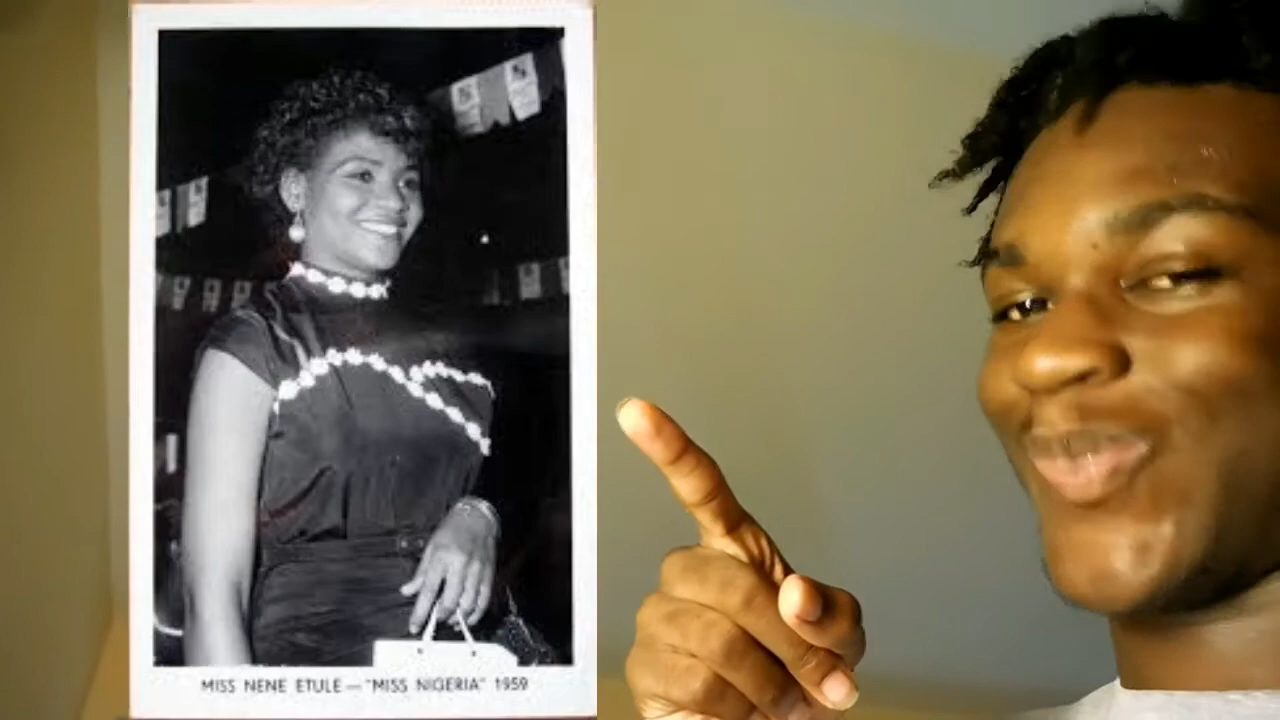 MISS NENE ETULE — "MISS NIGERIA" 1959